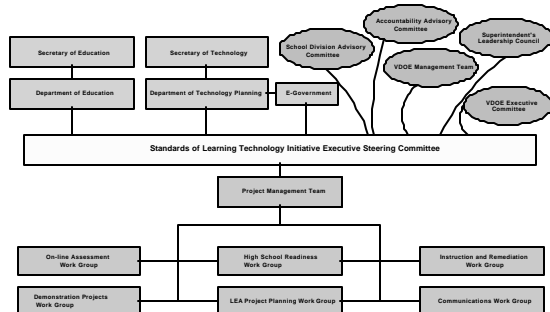 Accountability Advisory
Committee
Secretary of Education
Secretary of Technology
School Division Advisory
Committee
Superintendent's
Leadership Council
VDOE Management Team
Department of Education
Department of Technology Planning
E-Government
VDOE Executive
Committee
Standards of Learning Technology Initiative Executive Steering Committee
Project Management Team
On-line Assessment
Work Group
High School Readiness
Work Group
Instruction and Remediation
Work Group
Demonstration Projects
Work Group
LEA Project Planning Work Group
Communications Work Group